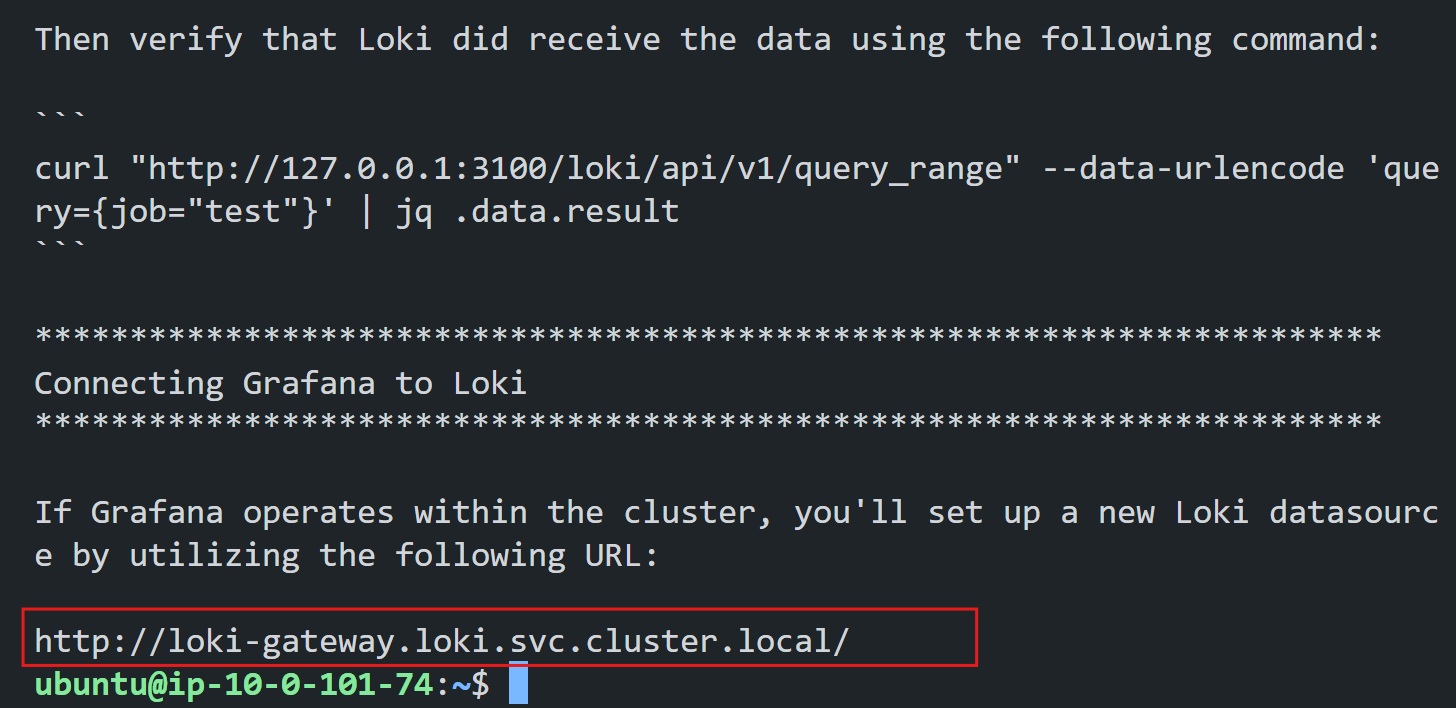 Then verify that Loki did receive the data using the following command:
```
curl "http://127.0.0.1:3100/loki/api/v1/query_range" --data-urlencode 'que
ry={job="test"}' | jq .data.result
```
***********************************************************************
Connecting Grafana to Loki
***********************************************************************
If Grafana operates within the cluster, you'll set up a new Loki datasourc
e by utilizing the following URL:
http://loki-gateway.loki.svc.cluster.local/
ubuntu@ip-10-0-101-74:~$